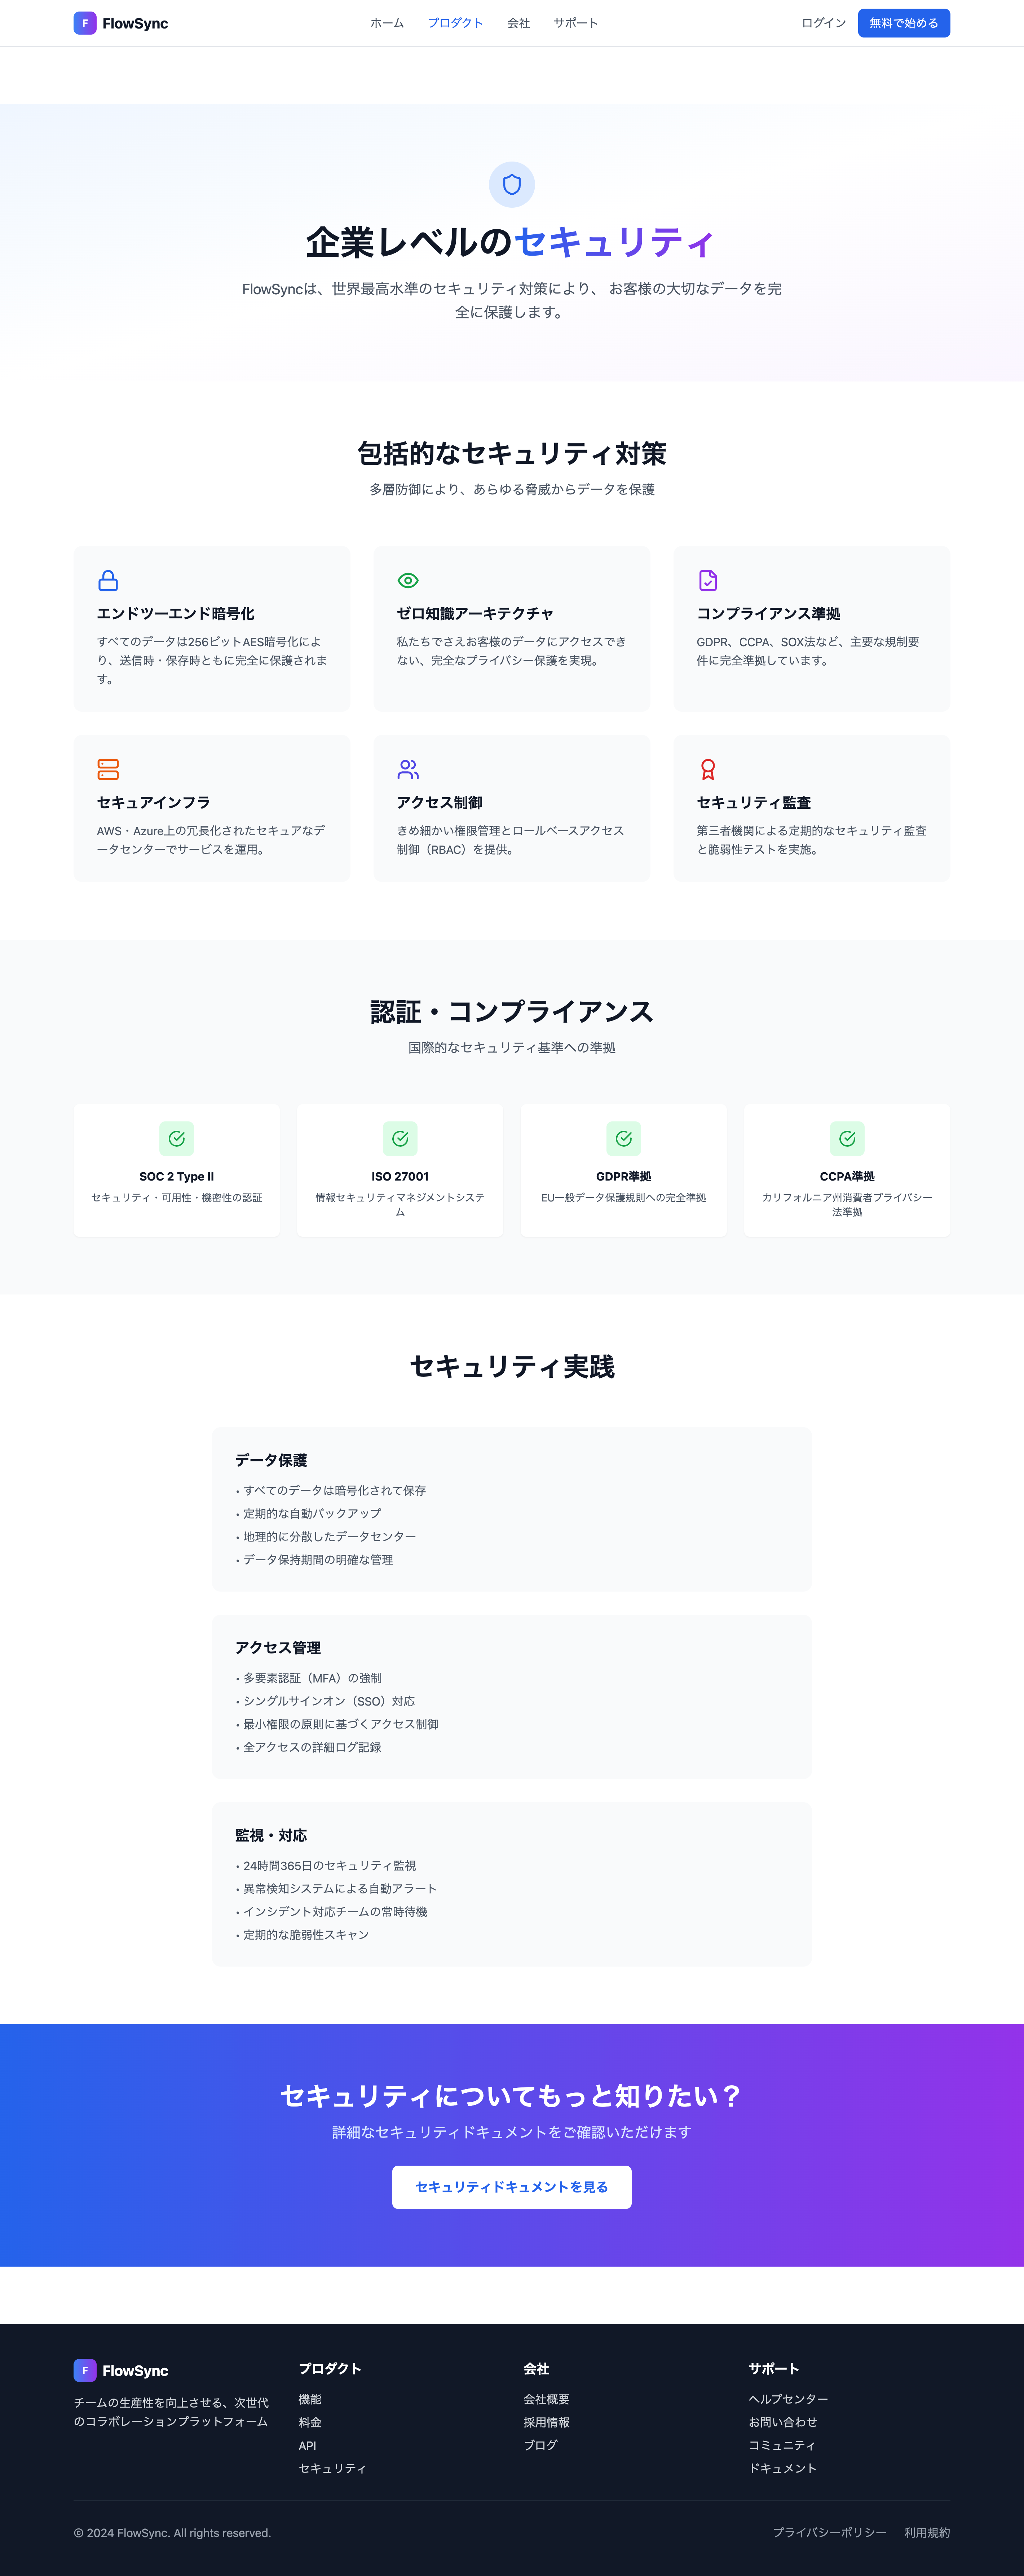 F FlowSync
ホーム プロダクト 会社 サポート
ログイン 無料で始める
企業レベルのセキュリティ
FlowSyncは、世界最高水準のセキュリティ対策により、 お客様の大切なデータを完
全に保護します。
包括的なセキュリティ対策
多層防御により、あらゆる脅威からデータを保護
エンドツーエンド暗号化
すべてのデータは256ビットAES暗号化によ
り、送信時・保存時ともに完全に保護されま
す。
ゼロ知識アーキテクチャ
私たちでさえお客様のデータにアクセスでき
ない、完全なプライバシー保護を実現。
コンプライアンス準拠
GDPR、CCPA、SOX法など、主要な規制要
件に完全準拠しています。
セキュアインフラ
AWS・Azure上の冗長化されたセキュアなデ
ータセンターでサービスを運用。
アクセス制御
きめ細かい権限管理とロールベースアクセス
制御（RBAC）を提供。
セキュリティ監査
第三者機関による定期的なセキュリティ監査
と脆弱性テストを実施。
認証・コンプライアンス
国際的なセキュリティ基準への準拠
SOC 2 Type II
セキュリティ・可用性・機密性の認証
ISO 27001
情報セキュリティマネジメントシステ
ム
GDPR準拠
EU一般データ保護規則への完全準拠
CCPA準拠
カリフォルニア州消費者プライバシー
法準拠
セキュリティ実践
データ保護
• すべてのデータは暗号化されて保存
• 定期的な自動バックアップ
• 地理的に分散したデータセンター
• データ保持期間の明確な管理
アクセス管理
• 多要素認証（MFA）の強制
• シングルサインオン（SSO）対応
• 最小権限の原則に基づくアクセス制御
• 全アクセスの詳細ログ記録
監視・対応
• 24時間365日のセキュリティ監視
• 異常検知システムによる自動アラート
• インシデント対応チームの常時待機
• 定期的な脆弱性スキャン
セキュリティについてもっと知りたい？
詳細なセキュリティドキュメントをご確認いただけます
セキュリティドキュメントを見る
F FlowSync
チームの生産性を向上させる、次世代
のコラボレーションプラットフォーム
プロダクト
機能
料金
API
セキュリティ
会社
会社概要
採用情報
ブログ
サポート
ヘルプセンター
お問い合わせ
コミュニティ
ドキュメント
© 2024 FlowSync. All rights reserved.
プライバシーポリシー 利用規約